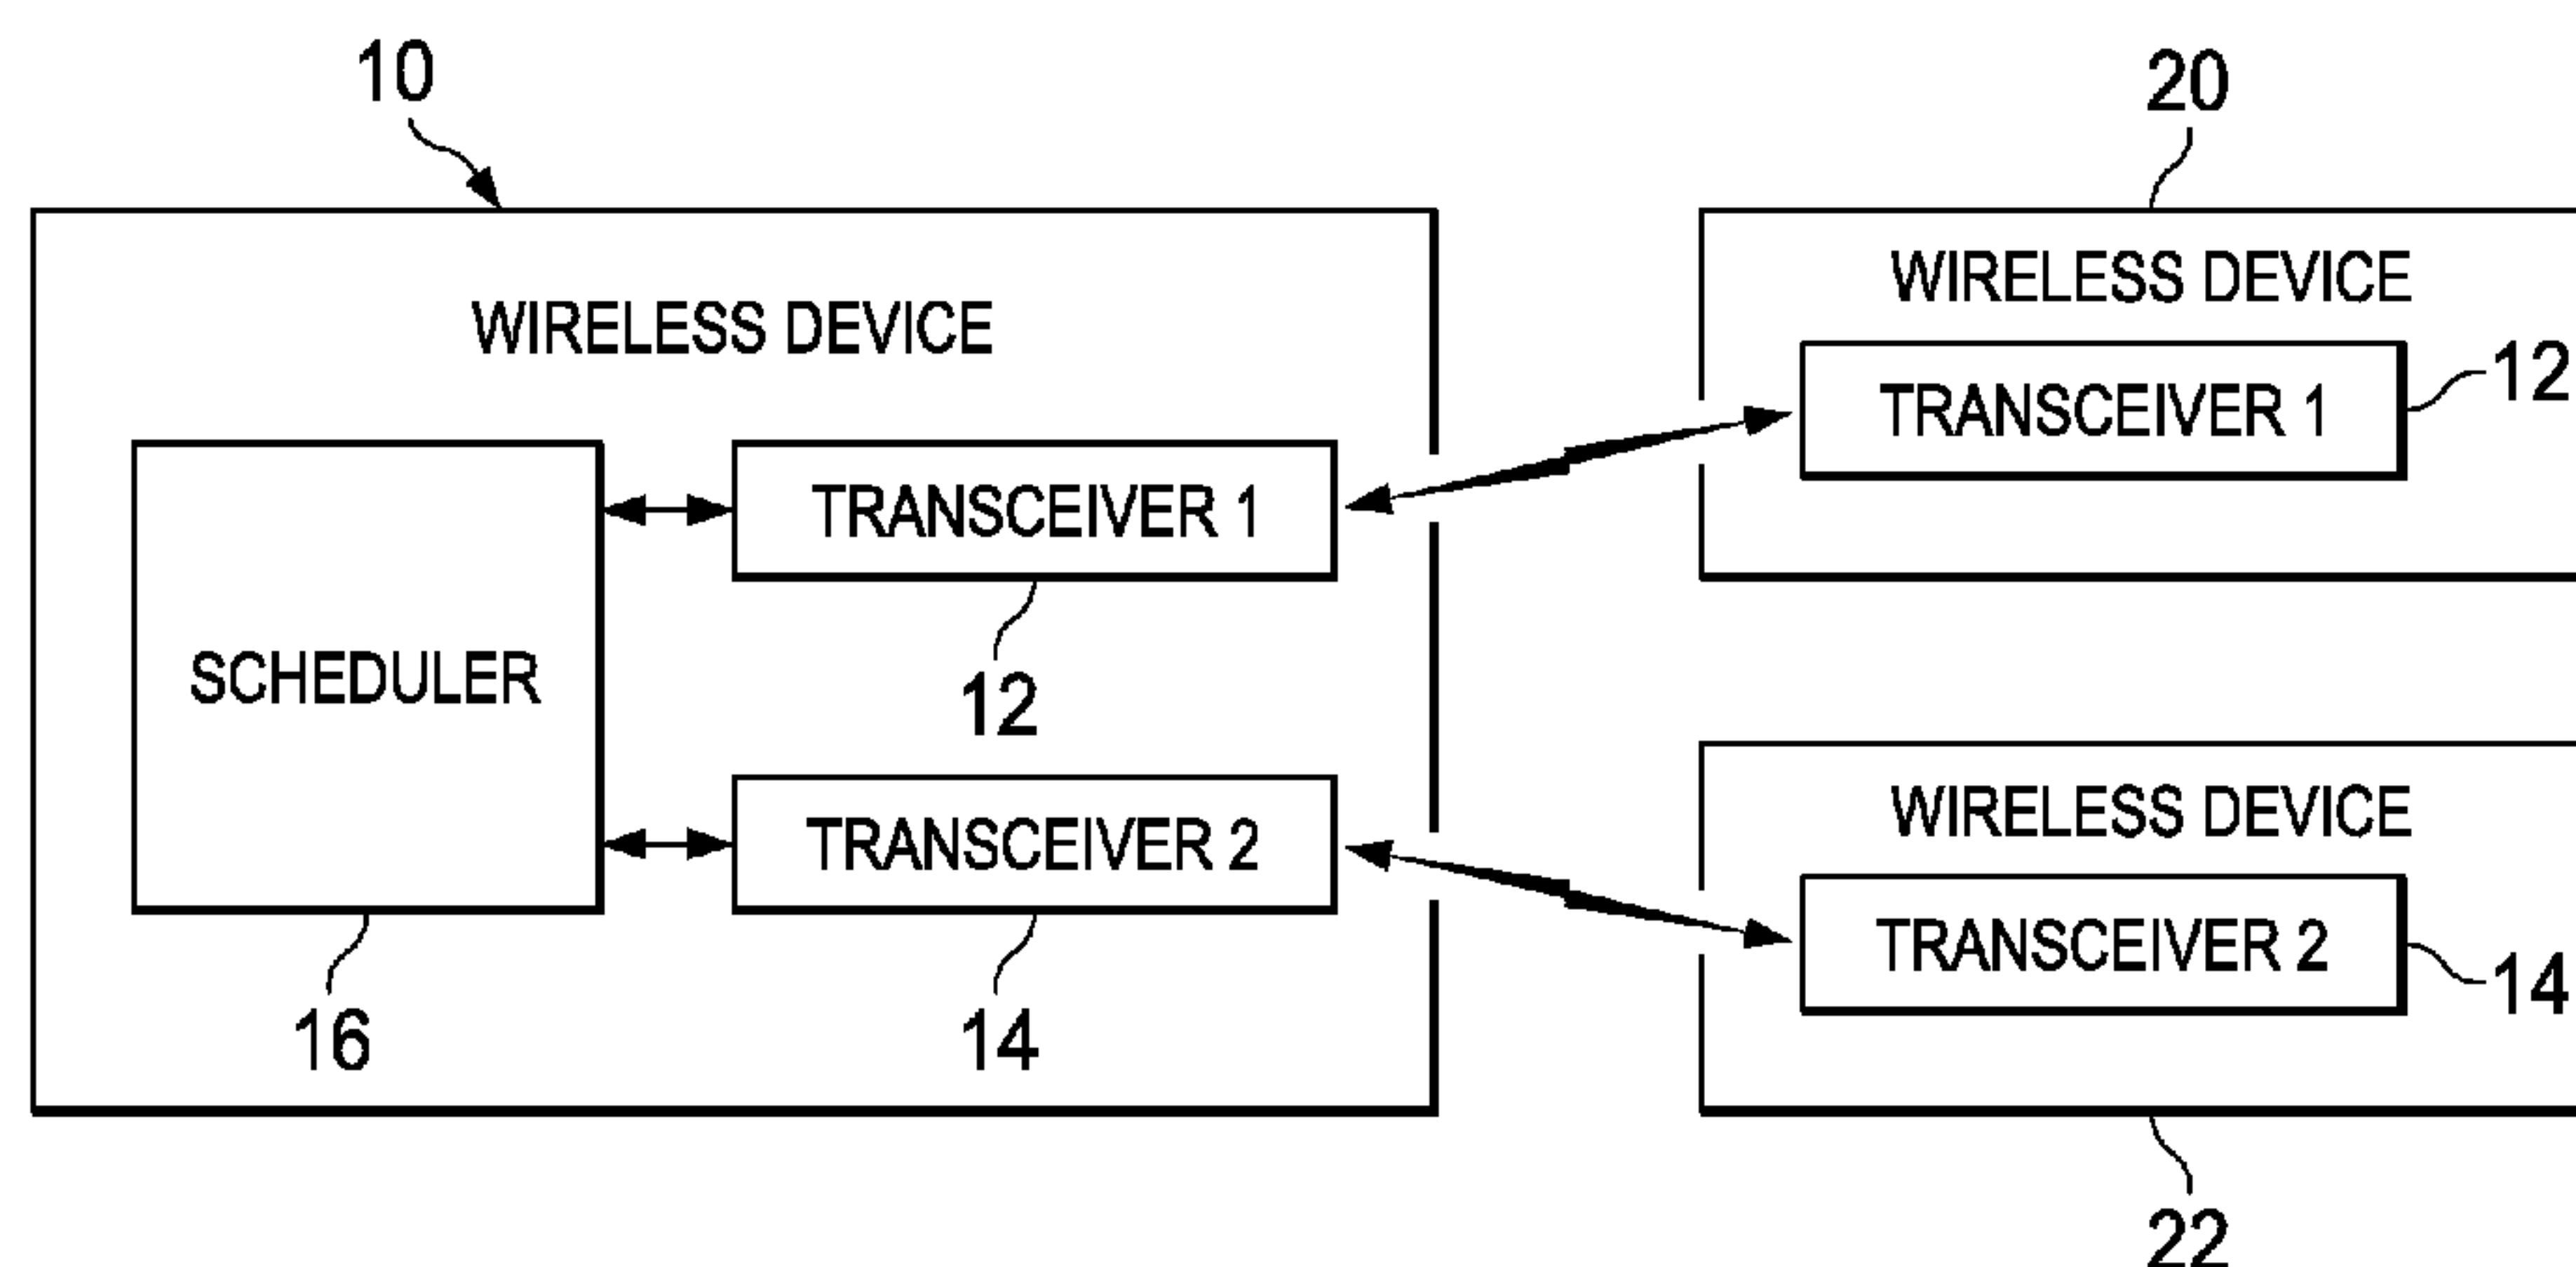 10
WIRELESS DEVICE
SCHEDULER
TRANSCEIVER 1
12
TRANSCEIVER 2
16
14
20
WIRELESS DEVICE
TRANSCEIVER 1
12
WIRELESS DEVICE
TRANSCEIVER 2
14
22